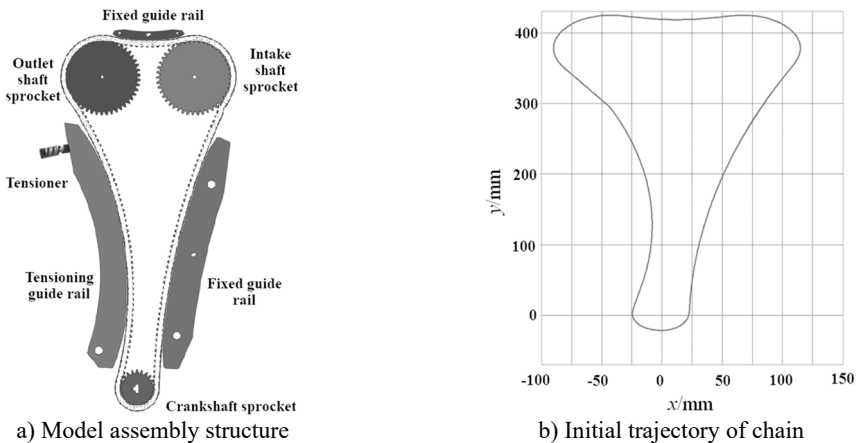 Fixed guide rail
Outlet
shaft
sprocket
Intake
shaft
sprocket
Tensioner
Tensioning
guide rail
Fixed guide
rail
Crankshaft sprocket
a) Model assembly structure
400
300
200
100
0
y/mm
-100
-50
0
50
100
150
x/mm
b) Initial trajectory of chain